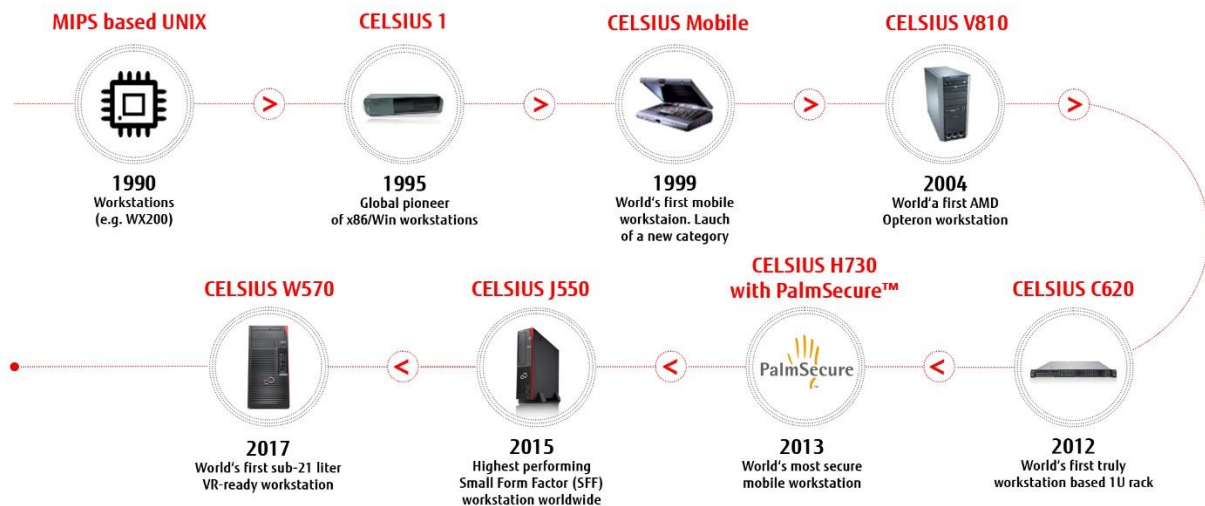 MIPS based UNIX
1990
Workstations
(e.g. WX200)
CELSIUS 1
1995
Global pioneer
of x86/Win workstations
CELSIUS Mobile
1999
World's first mobile
workstaion. Lauch
of a new category
CELSIUS V810
2004
World'a first AMD
Opteron workstation
CELSIUS C620
2012
World's first truly
workstation based 1U rack
CELSIUS H730
with PalmSecure™
PalmSecure™
2013
World's most secure
mobile workstation
CELSIUS J550
2015
Highest performing
Small Form Factor (SFF)
workstation worldwide
CELSIUS W570
2017
World's first sub-21 liter
VR-ready workstation